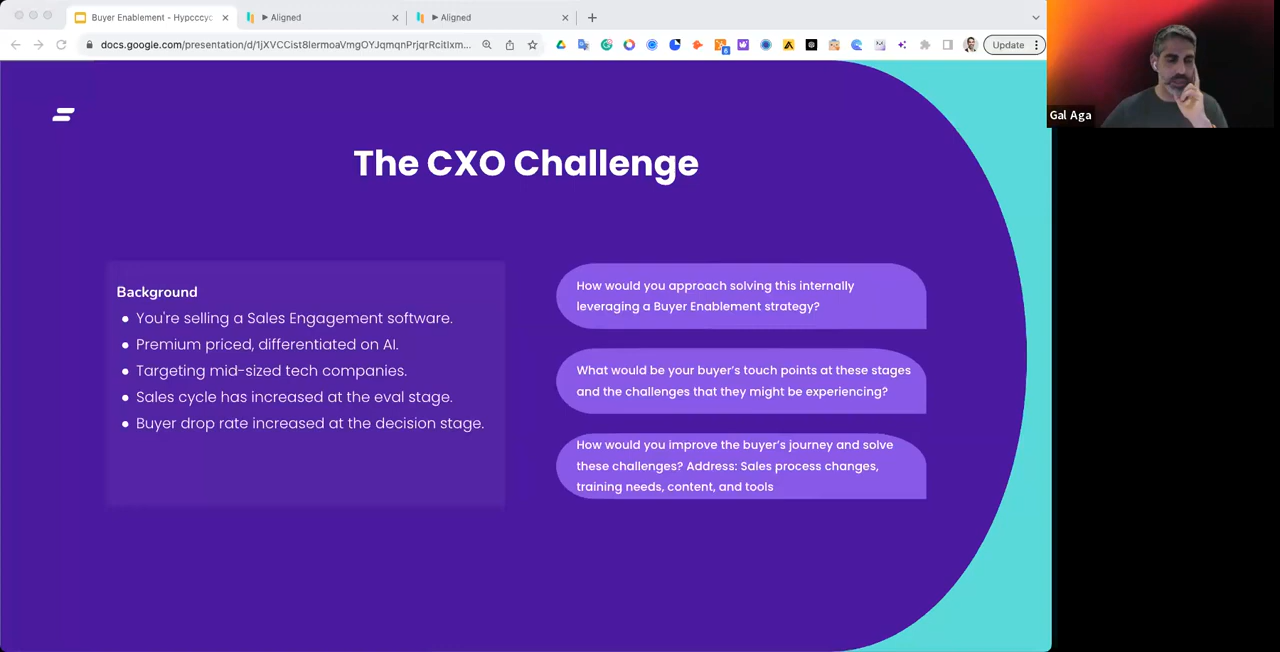 Buyer Enablement - Hypcccyc
Aligned
Aligned
docs.google.com/presentation/d/1jXVCCist8IermoaVmgOYJqmqnPrjqrRcitIxm...
Update
Gal Aga
The CXO Challenge
Background
● You're selling a Sales Engagement software.
● Premium priced, differentiated on AI.
● Targeting mid-sized tech companies.
● Sales cycle has increased at the eval stage.
● Buyer drop rate increased at the decision stage.
How would you approach solving this internally
leveraging a Buyer Enablement strategy?
What would be your buyer’s touch points at these stages
and the challenges that they might be experiencing?
How would you improve the buyer’s journey and solve
these challenges? Address: Sales process changes,
training needs, content, and tools